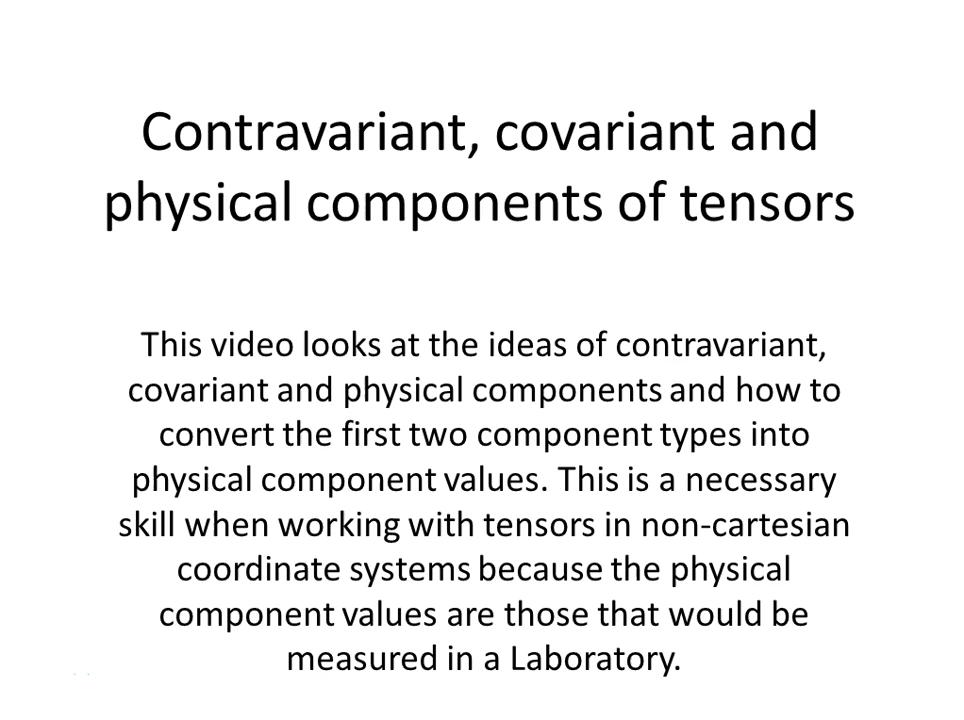 Contravariant, covariant and
physical components of tensors
This video looks at the ideas of contravariant,
covariant and physical components and how to
convert the first two component types into
physical component values. This is a necessary
skill when working with tensors in non-cartesian
coordinate systems because the physical
component values are those that would be
measured in a Laboratory.